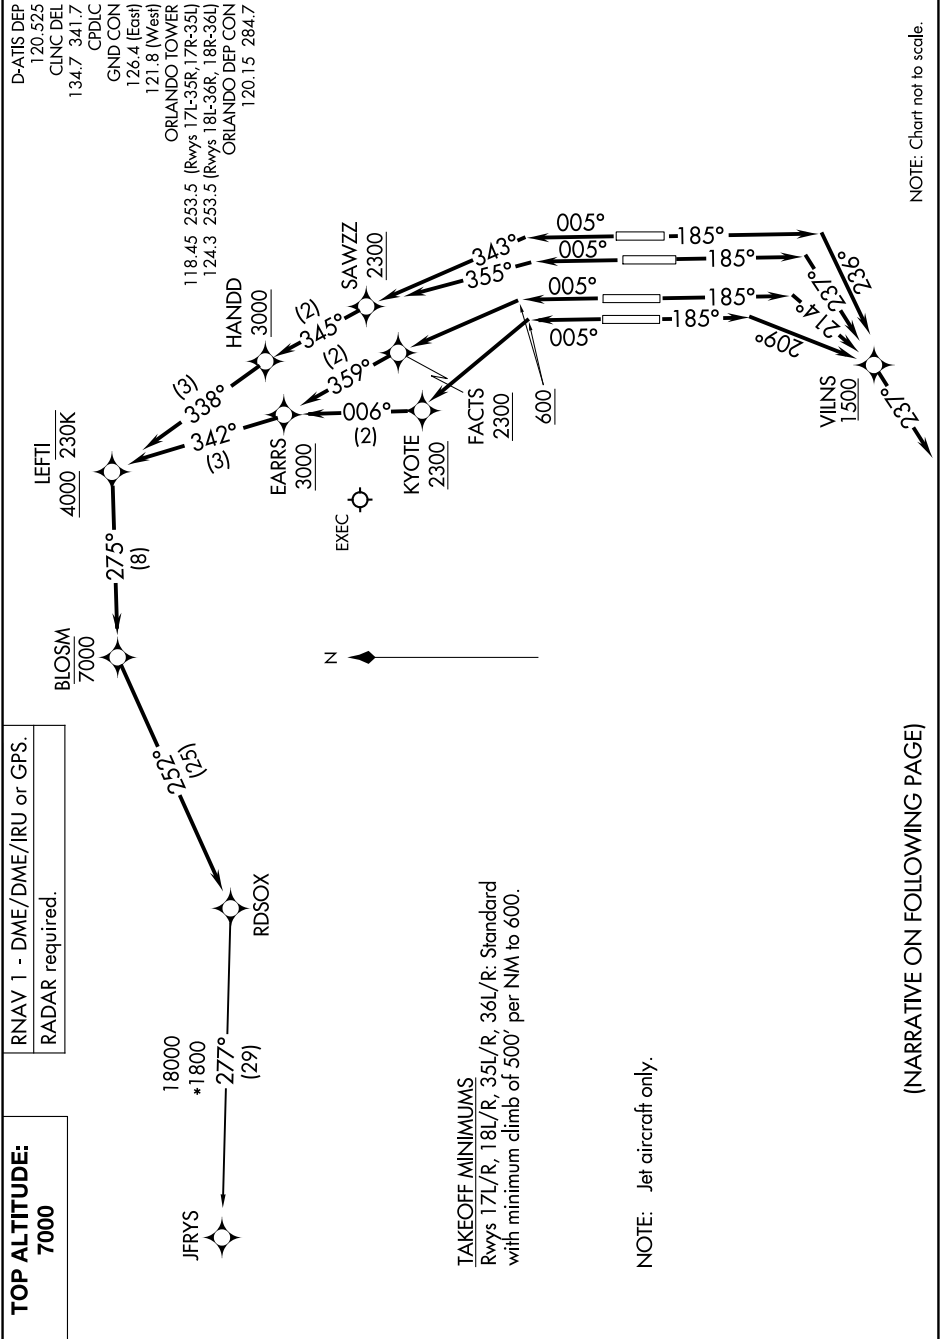 TOP ALTITUDE:
7000
RNAV 1 - DME/DME/IRU or GPS.
RADAR required.
D-ATIS DEP
120.525
CLNC DEL
134.7 341.7
CPDLC
GND CON
126.4 (East)
121.8 (West)
ORLANDO TOWER
118.45 253.5 (Rwys 17L-35R,17R-35L)
124.3 253.5 (Rwys 18L-36R, 18R-36L)
ORLANDO DEP CON
120.15 284.7
LEFTI
4000 230K
BLOSM
7000
275°
(8)
252°
(25)
RDSOX
18000
*1800
277°
(29)
JFRYS
338°
(3)
342°
(3)
HANDD
3000
345°
(2)
SAWZZ
2300
EARRS
3000
359°
(2)
006°
(2)
KYOTE
2300
FACTS
2300
600
EXEC
N
343°
355°
005°
005°
005°
005°
185°
185°
185°
185°
236°
237°
214°
209°
VILNS
1500
237°
TAKEOFF MINIMUMS
Rwys 17L/R, 18L/R, 35L/R, 36L/R: Standard
with minimum climb of 500' per NM to 600.
NOTE: Jet aircraft only.
NOTE: Chart not to scale.
(NARRATIVE ON FOLLOWING PAGE)